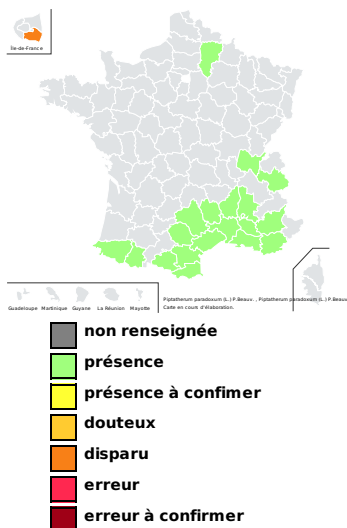 Île-de-France
Guadeloupe Martinique Guyane La Réunion Mayotte
Piptatherum paradoxum (L.) P.Beauv. , Piptatherum paradoxum (L.) P.Beauv
Carte en cours d'élaboration.
non renseignée
présence
présence à confimer
douteux
disparu
erreur
erreur à confirmer